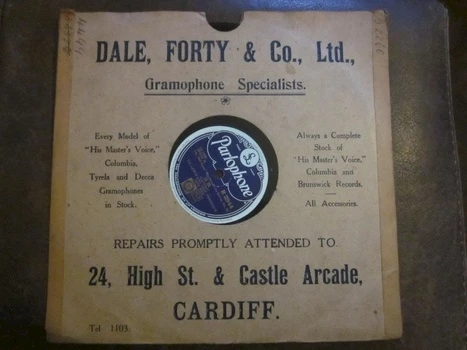 DALE, FORTY & Co., Ltd.,
Gramophone Specialists.
Every Model of
"His Master's Voice,"
Columbia,
Tyrela and Decca
Gramophones
in Stock.
Parlophone
Always a Complete
Stock of
"His Master's Voice,"
Columbia and
Brunswick Records.
All Accessories.
REPAIRS PROMPTLY ATTENDED TO
24, High St. & Castle Arcade,
CARDIFF.
Tel 1103.